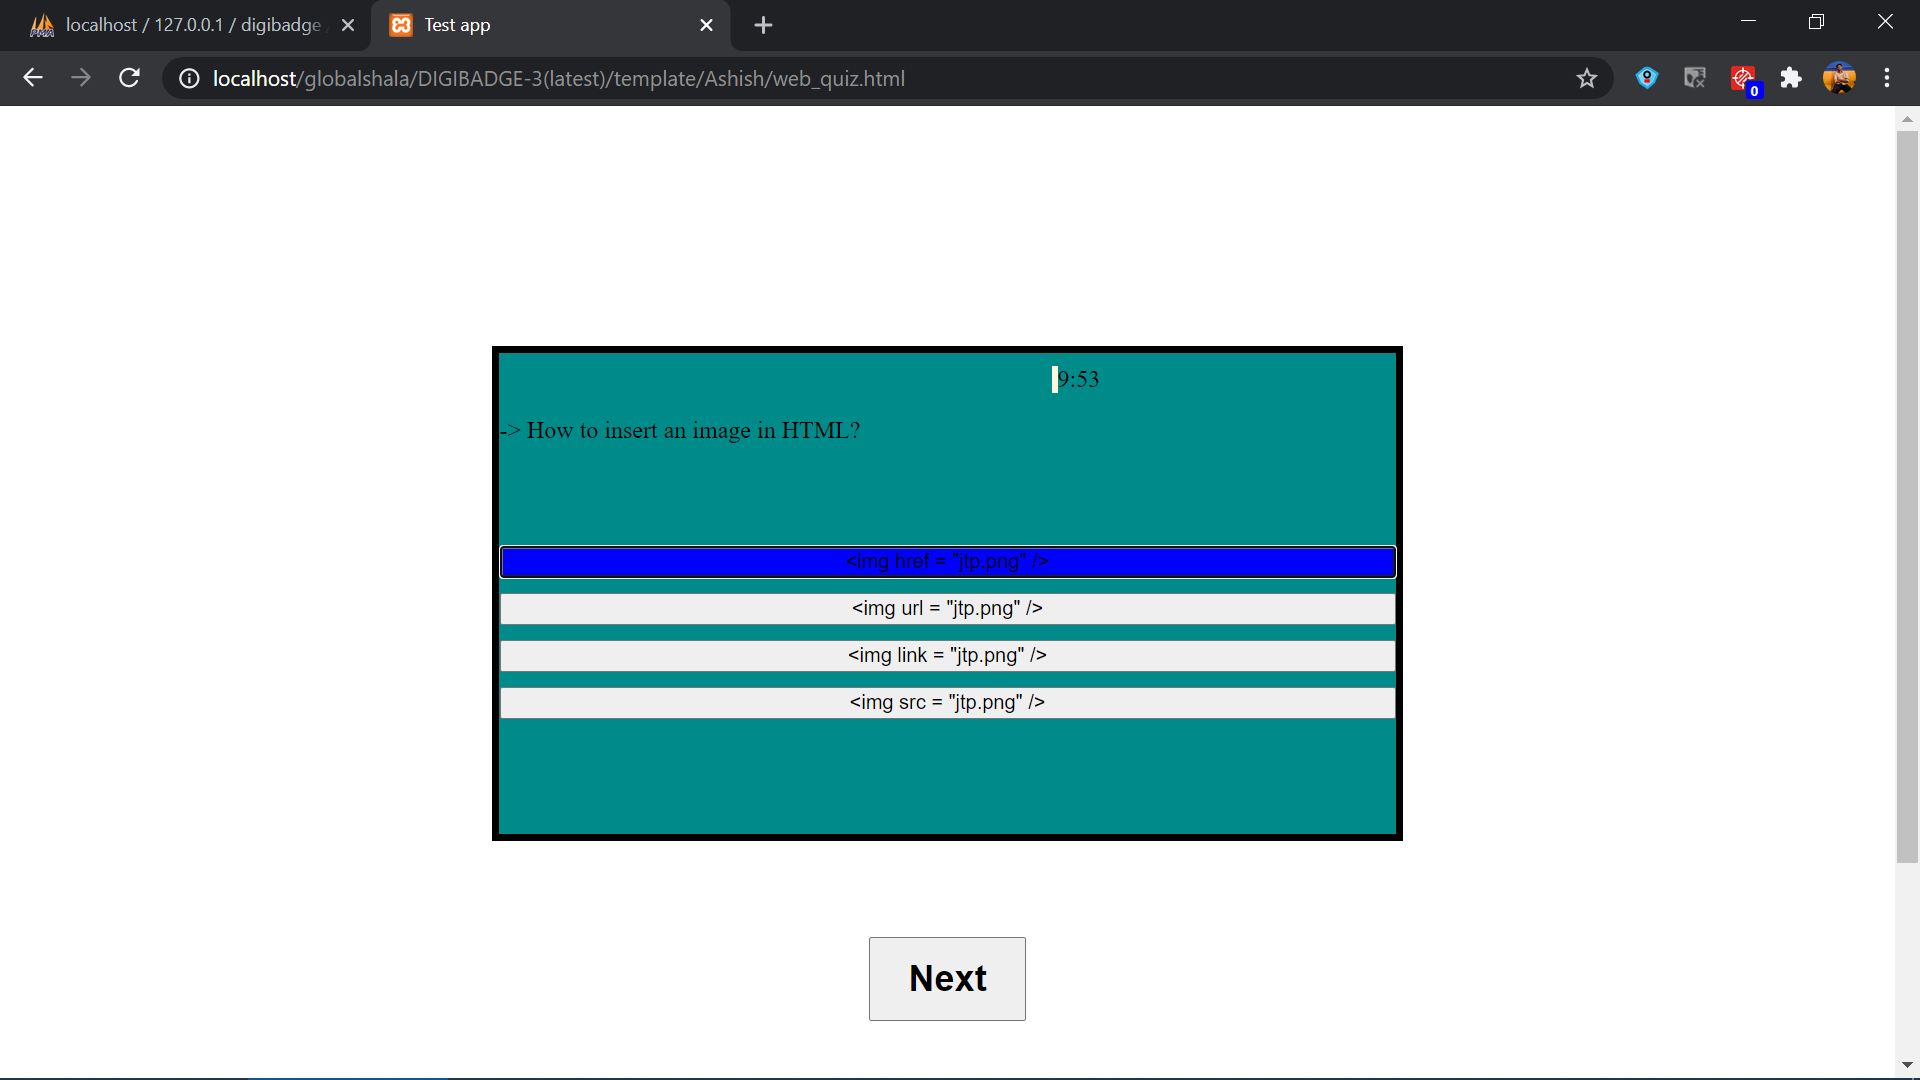 localhost / 127.0.0.1 / digibadge
Test app
localhost/globalshala/DIGIBADGE-3(latest)/template/Ashish/web_quiz.html
0
9:53
-> How to insert an image in HTML?
<img href = "jtp.png" />
<img url = "jtp.png" />
<img link = "jtp.png" />
<img src = "jtp.png" />
Next